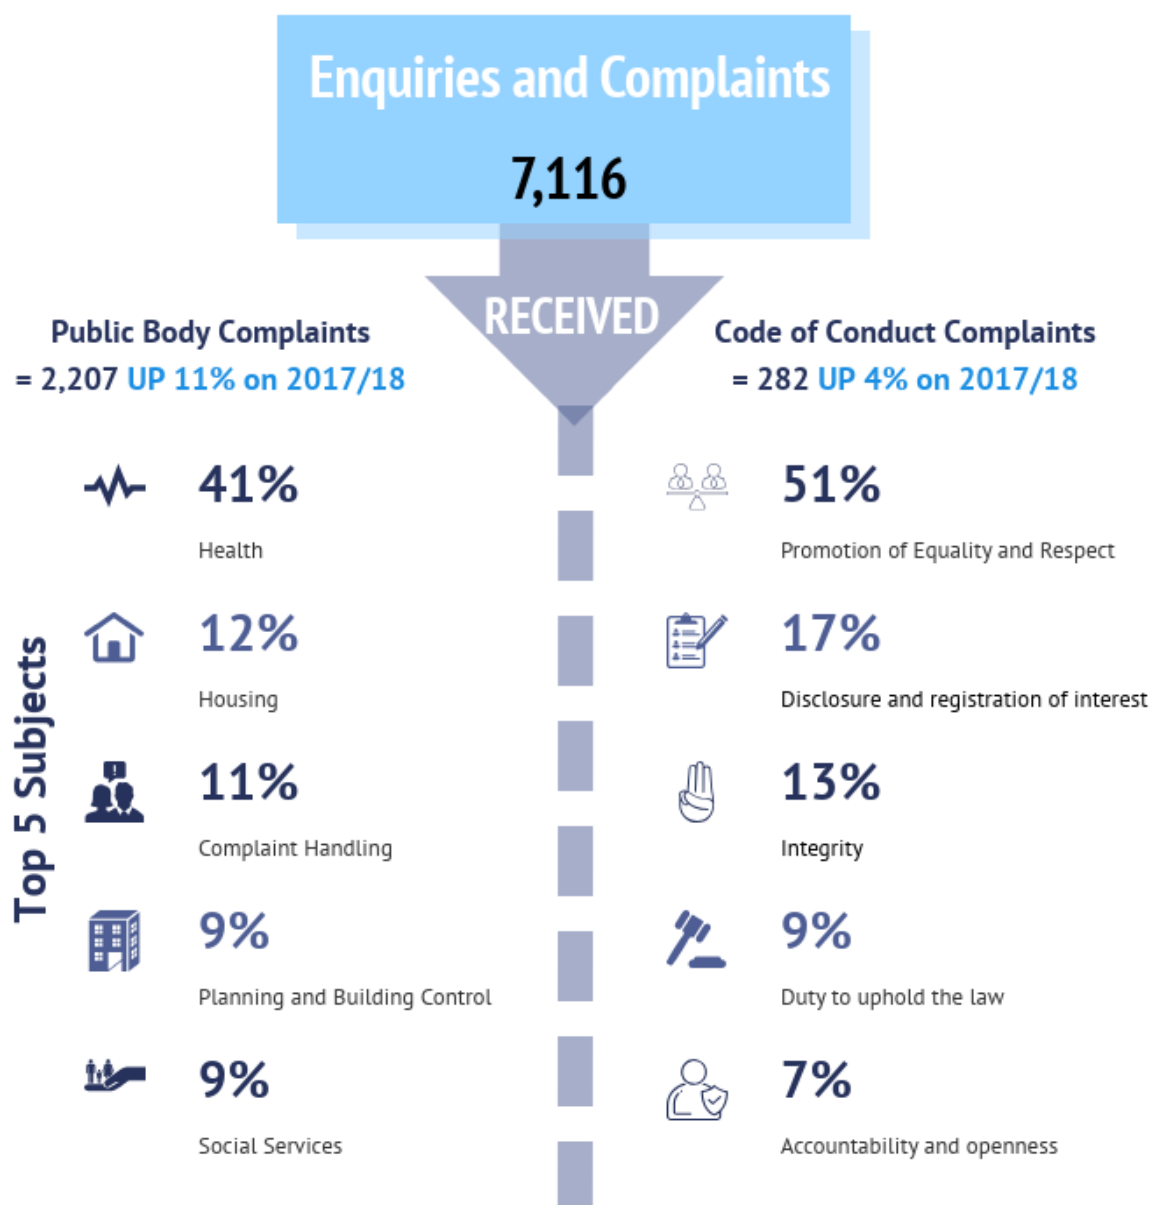 Enquiries and Complaints
7,116
RECEIVED
Public Body Complaints
= 2,207 UP 11% on 2017/18
Code of Conduct Complaints
= 282 UP 4% on 2017/18
Top 5 Subjects
41%
Health
12%
Housing
11%
Complaint Handling
9%
Planning and Building Control
9%
Social Services
51%
Promotion of Equality and Respect
17%
Disclosure and registration of interest
13%
Integrity
9%
Duty to uphold the law
7%
Accountability and openness